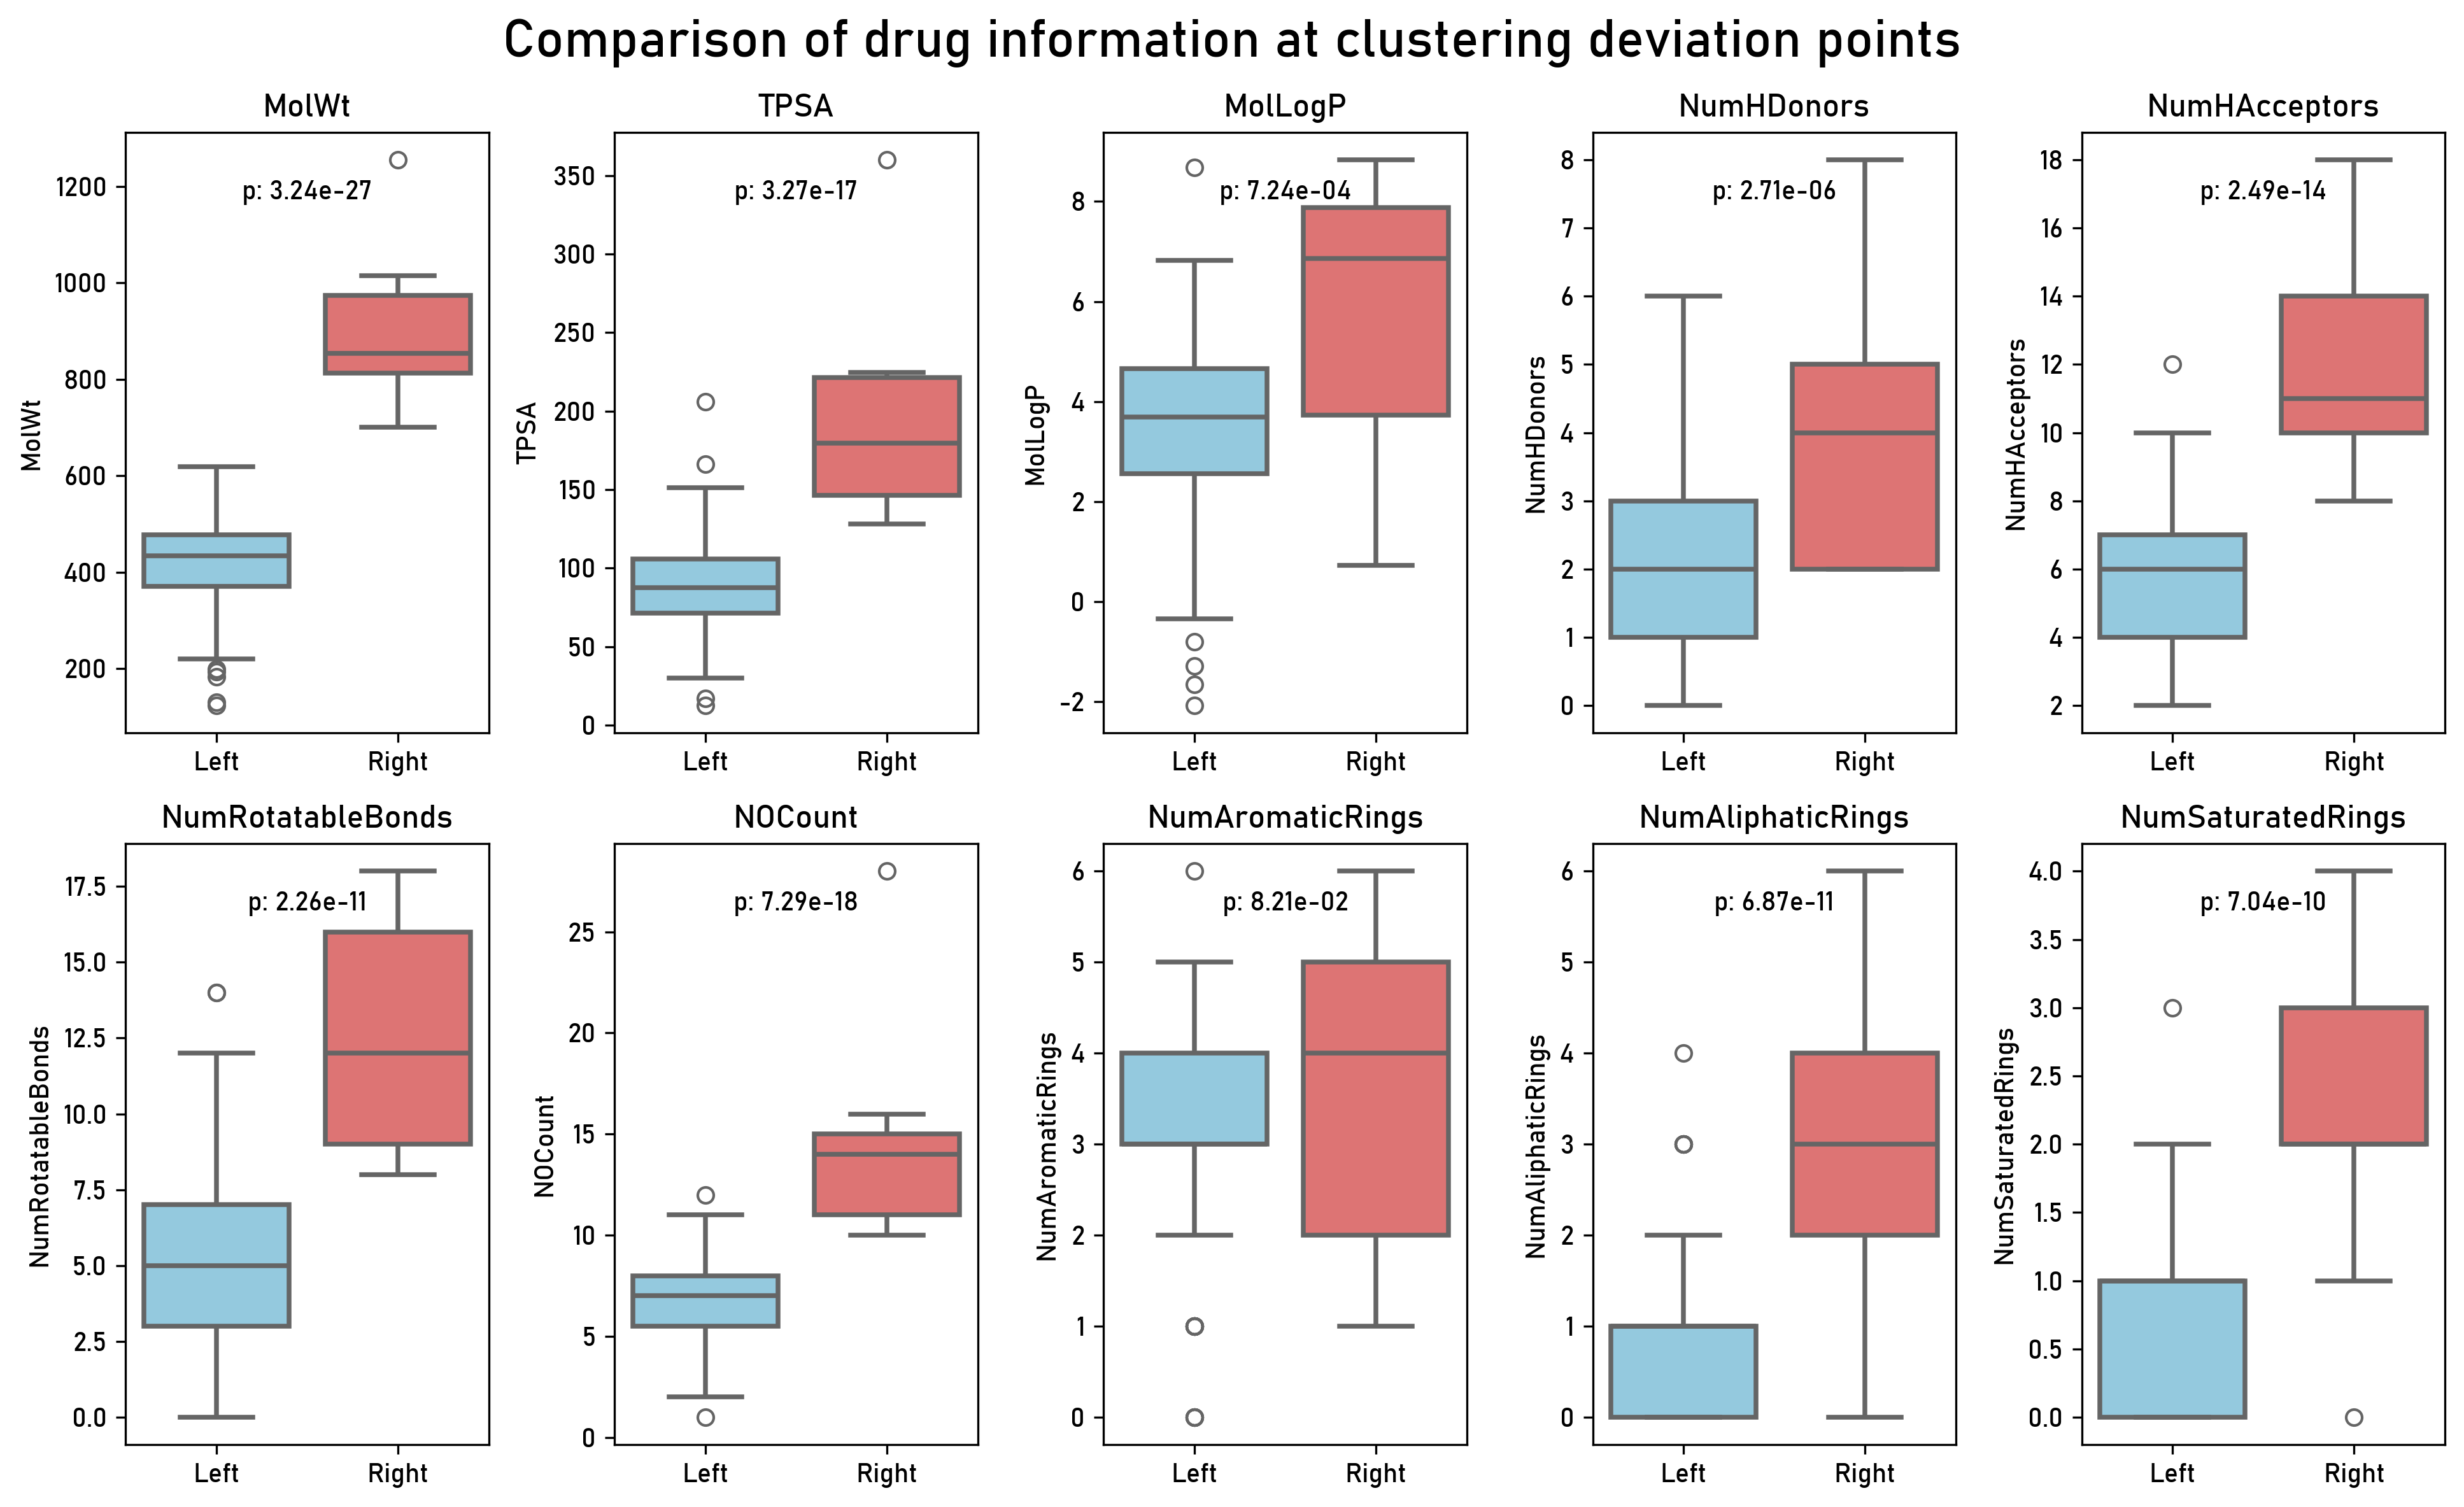 Comparison of drug information at clustering deviation points
MolWt
TPSA
MolLogP
NumHDonors
NumHAcceptors
p: 3.24e-27
p: 3.27e-17
p: 7.24e-04
p: 2.71e-06
p: 2.49e-14
MolWt
1200
1000
800
600
400
200
TPSA
350
300
250
200
150
100
50
0
MolLogP
8
6
4
2
0
-2
NumHDonors
8
7
6
5
4
3
2
1
0
NumHAcceptors
18
16
14
12
10
8
6
4
2
Left Right
Left Right
Left Right
Left Right
Left Right
NumRotatableBonds
NOCount
NumAromaticRings
NumAliphaticRings
NumSaturatedRings
p: 2.26e-11
p: 7.29e-18
p: 8.21e-02
p: 6.87e-11
p: 7.04e-10
NumRotatableBonds
17.5
15.0
12.5
10.0
7.5
5.0
2.5
0.0
NOCount
25
20
15
10
5
0
NumAromaticRings
6
5
4
3
2
1
0
NumAliphaticRings
6
5
4
3
2
1
0
NumSaturatedRings
4.0
3.5
3.0
2.5
2.0
1.5
1.0
0.5
0.0
Left Right
Left Right
Left Right
Left Right
Left Right